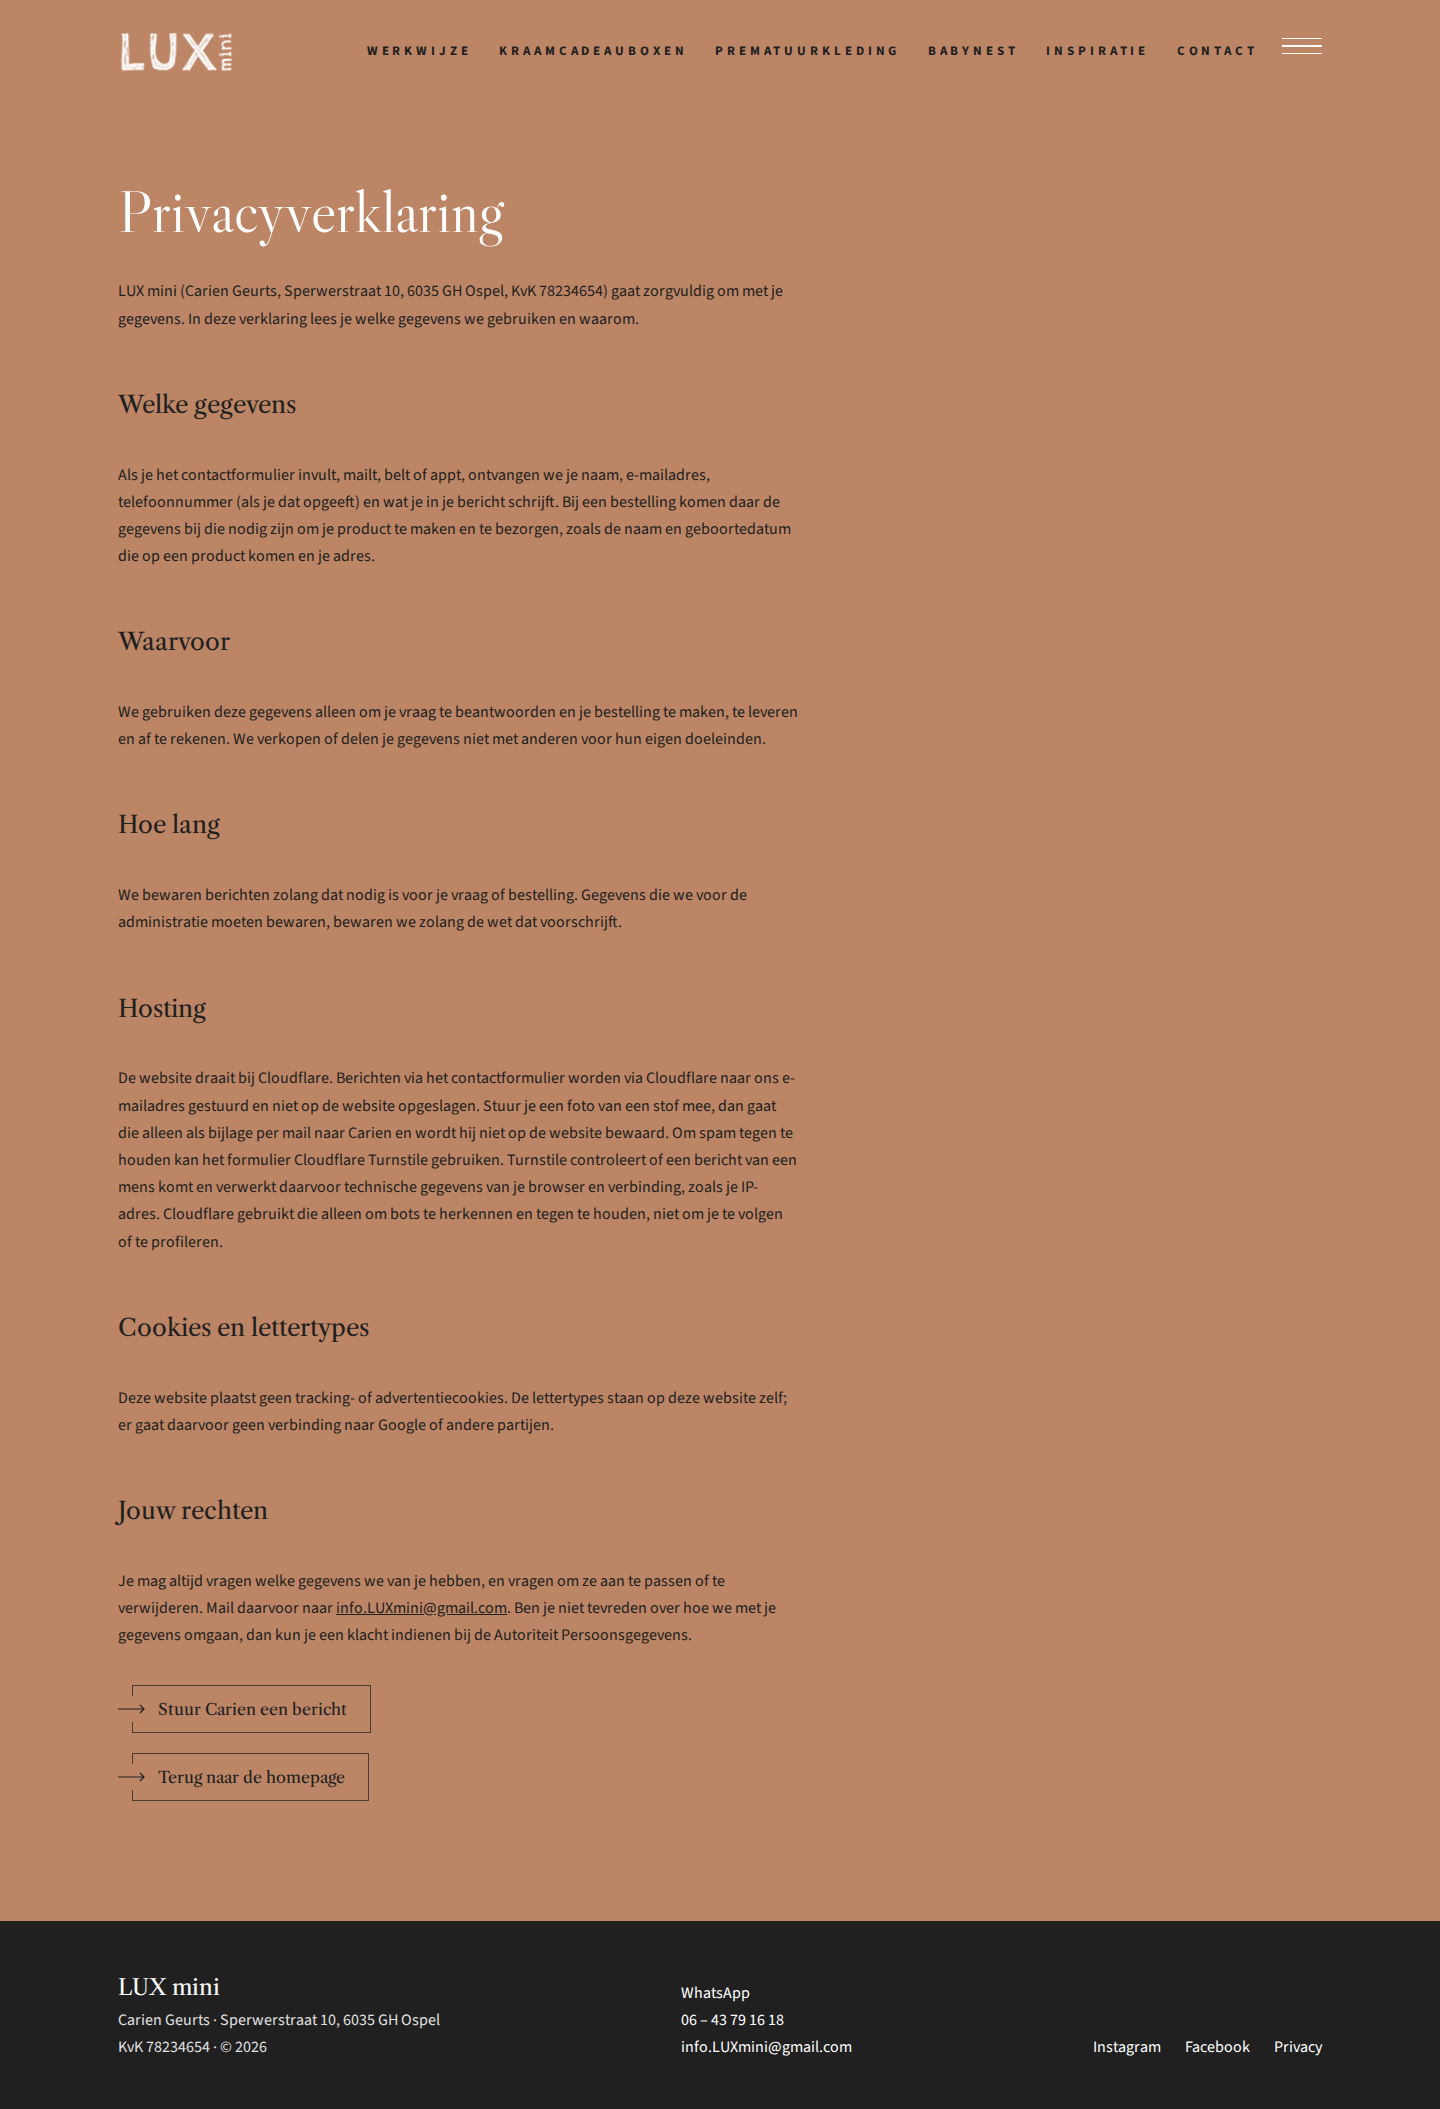 LUX mini
WERKWIJZE KRAAMCADEAUBOXEN PREMATUURKLEDING BABYNEST INSPIRATIE CONTACT
Privacyverklaring
LUX mini (Carien Geurts, Sperwerstraat 10, 6035 GH Ospel, KvK 78234654) gaat zorgvuldig om met je
gegevens. In deze verklaring lees je welke gegevens we gebruiken en waarom.
Welke gegevens
Als je het contactformulier invult, mailt, belt of appt, ontvangen we je naam, e-mailadres,
telefoonnummer (als je dat opgeeft) en wat je in je bericht schrijft. Bij een bestelling komen daar de
gegevens bij die nodig zijn om je product te maken en te bezorgen, zoals de naam en geboortedatum
die op een product komen en je adres.
Waarvoor
We gebruiken deze gegevens alleen om je vraag te beantwoorden en je bestelling te maken, te leveren
en af te rekenen. We verkopen of delen je gegevens niet met anderen voor hun eigen doeleinden.
Hoe lang
We bewaren berichten zolang dat nodig is voor je vraag of bestelling. Gegevens die we voor de
administratie moeten bewaren, bewaren we zolang de wet dat voorschrijft.
Hosting
De website draait bij Cloudflare. Berichten via het contactformulier worden via Cloudflare naar ons e-
mailadres gestuurd en niet op de website opgeslagen. Stuur je een foto van een stof mee, dan gaat
die alleen als bijlage per mail naar Carien en wordt hij niet op de website bewaard. Om spam tegen te
houden kan het formulier Cloudflare Turnstile gebruiken. Turnstile controleert of een bericht van een
mens komt en verwerkt daarvoor technische gegevens van je browser en verbinding, zoals je IP-
adres. Cloudflare gebruikt die alleen om bots te herkennen en tegen te houden, niet om je te volgen
of te profileren.
Cookies en lettertypes
Deze website plaatst geen tracking- of advertentiecookies. De lettertypes staan op deze website zelf;
er gaat daarvoor geen verbinding naar Google of andere partijen.
Jouw rechten
Je mag altijd vragen welke gegevens we van je hebben, en vragen om ze aan te passen of te
verwijderen. Mail daarvoor naar info.LUXmini@gmail.com. Ben je niet tevreden over hoe we met je
gegevens omgaan, dan kun je een klacht indienen bij de Autoriteit Persoonsgegevens.
Stuur Carien een bericht
Terug naar de homepage
LUX mini
Carien Geurts · Sperwerstraat 10, 6035 GH Ospel
KvK 78234654 · © 2026
WhatsApp
06 – 43 79 16 18
info.LUXmini@gmail.com
Instagram Facebook Privacy